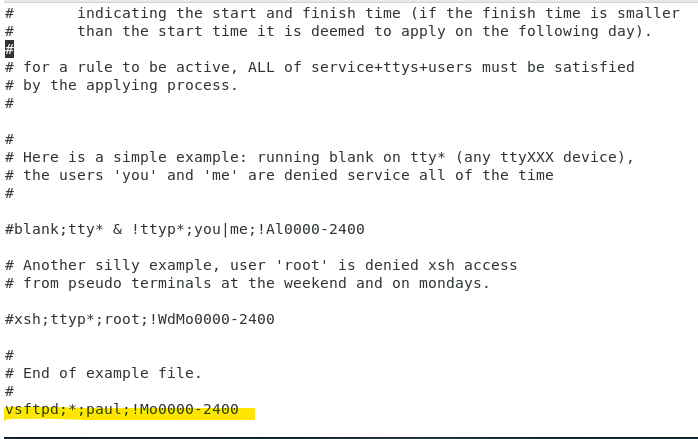 #       indicating the start and finish time (if the finish time is smaller
#       than the start time it is deemed to apply on the following day).
#
# for a rule to be active, ALL of service+ttys+users must be satisfied
# by the applying process.
#
#
# Here is a simple example: running blank on tty* (any ttyXXX device),
# the users 'you' and 'me' are denied service all of the time
#
#blank;tty* & !ttyp*;you|me;!Al0000-2400
# Another silly example, user 'root' is denied xsh access
# from pseudo terminals at the weekend and on mondays.
#xsh;ttyp*;root;!WdMo0000-2400
#
# End of example file.
#
vsftpd;*;paul;!Mo0000-2400